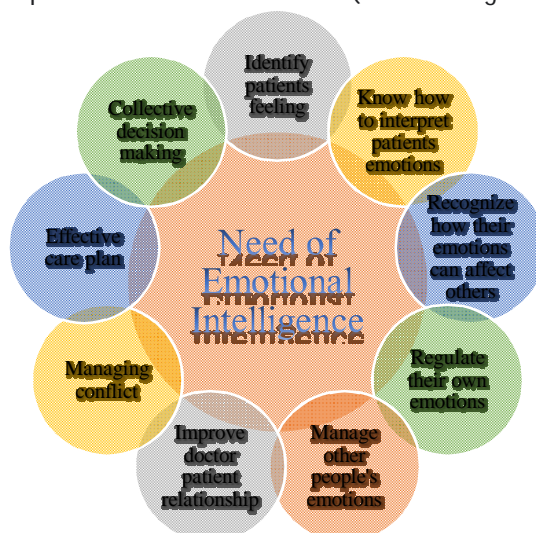 Identify
patients
feeling
Know how
to interpret
patients
emotions
Recognize
how their
emotions
can affect
others
Regulate
their own
emotions
Manage
other
people's
emotions
Improve
doctor
patient
relationship
Managing
conflict
Effective
care plan
Collective
decision
making
Need of
Emotional
Intelligence